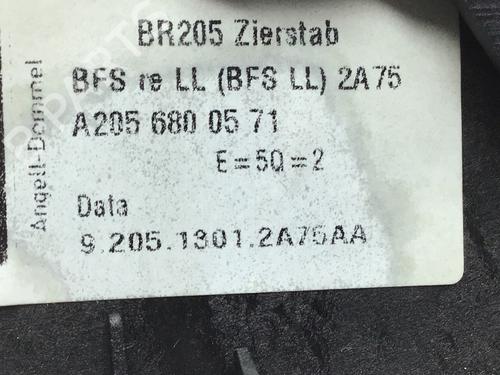 BR205 Zierstab
BFS re LL (BFS LL) 2A75
A205 680 05 71
E=5Q=2
Data
9.205.1301.2A75AA
Angell-Demmel